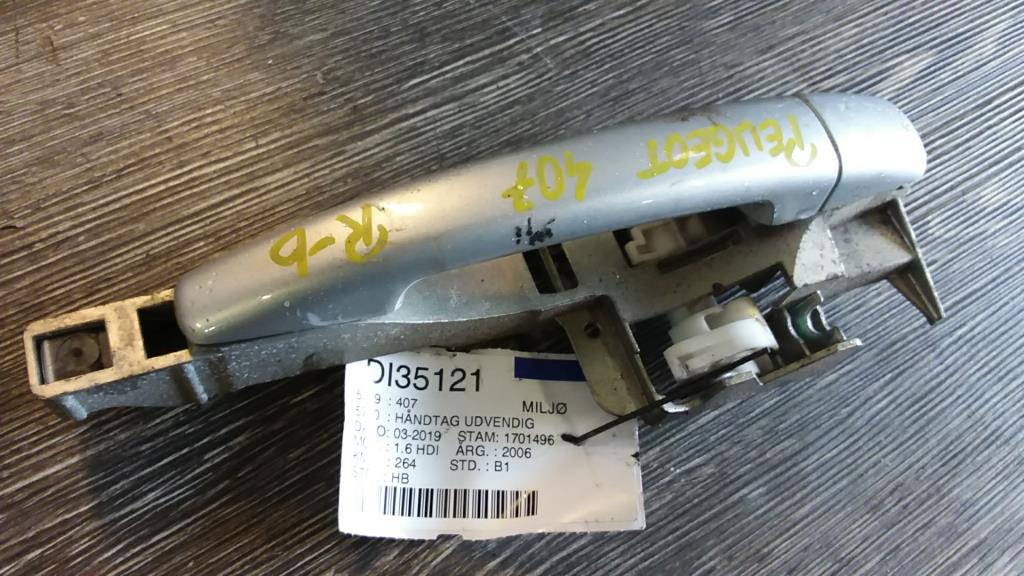 PEUGEOT
407
R-b
DI35121
: 407 MILJØ
: HÅNDTAG UDVENDIG
: 03-2019 STAM: 1701496
: 1.6 HDI ÅRG. : 2006
: 264 STD. : B1
: HB